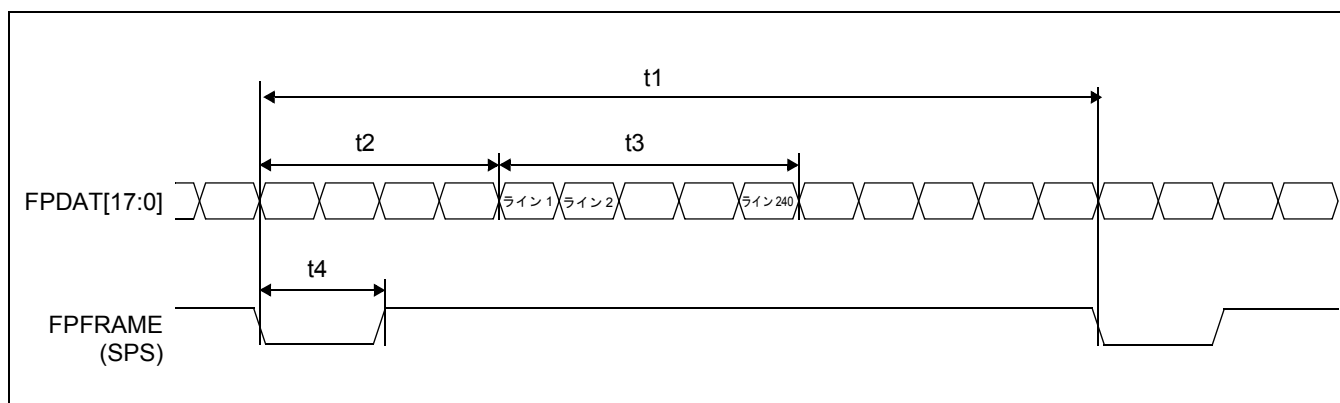 t1
t2
t3
FPDAT[17:0]
ライン 1
ライン 2
ライン 240
t4
FPFRAME
(SPS)